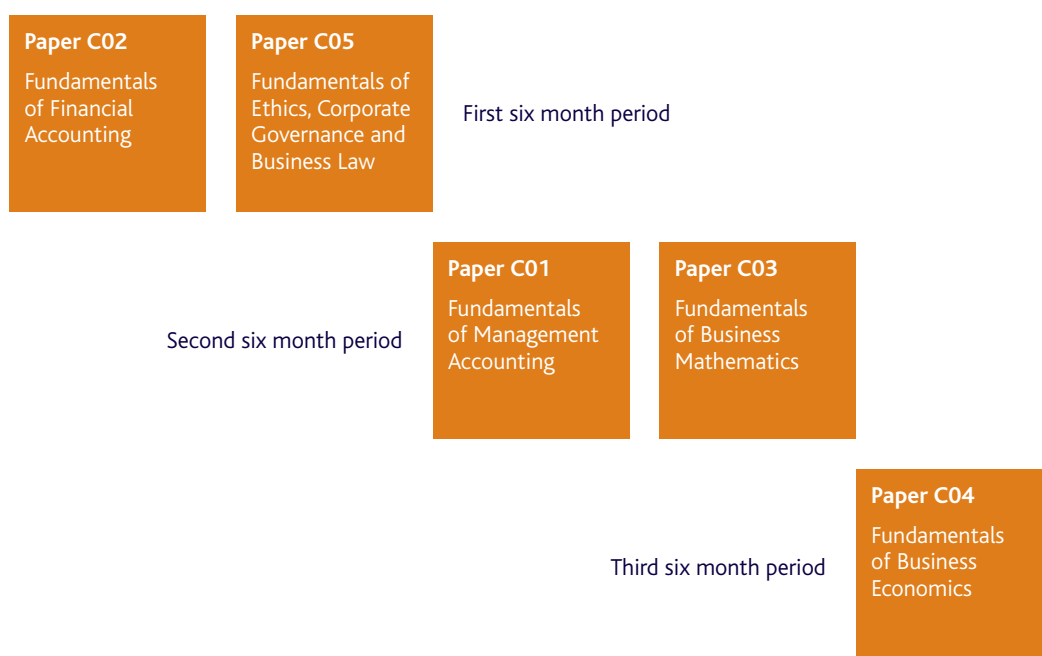 Paper C02
Fundamentals
of Financial
Accounting
Paper C05
Fundamentals of
Ethics, Corporate
Governance and
Business Law
First six month period
Second six month period
Paper C01
Fundamentals
of Management
Accounting
Paper C03
Fundamentals
of Business
Mathematics
Third six month period
Paper C04
Fundamentals
of Business
Economics